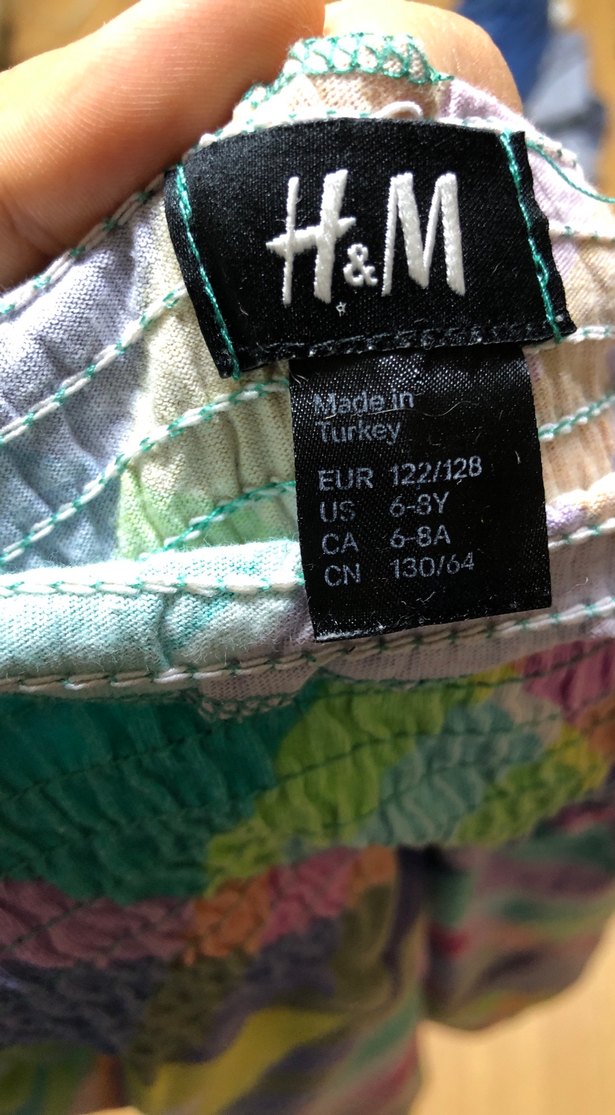 H&M
Made in
Turkey
EUR 122/128
US 6-8Y
CA 6-8A
CN 130/64